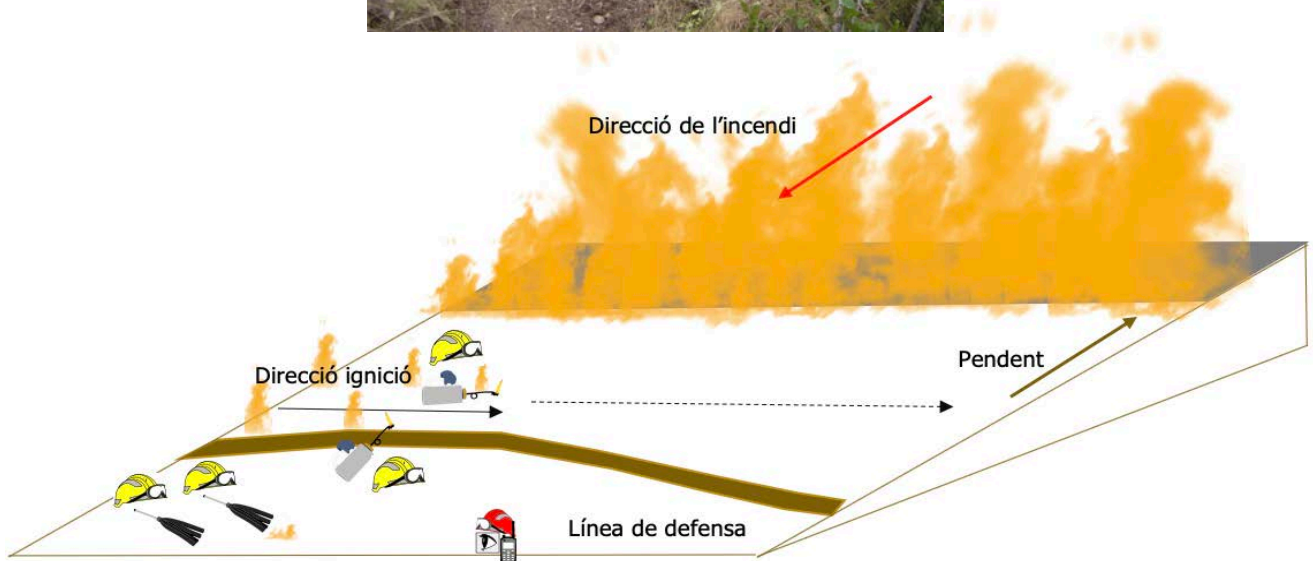 Direcció de l'incendi
Direcció ignició
Pendent
Línea de defensa